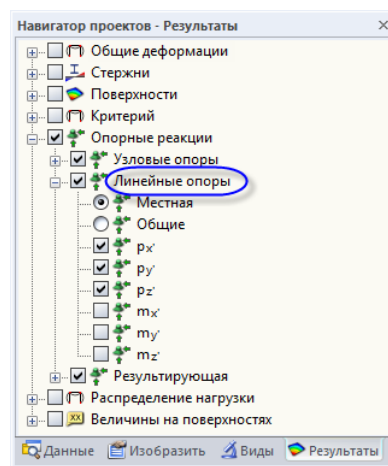 Навигатор проектов - Результаты
Общие деформации
Стержни
Поверхности
Критерий
Опорные реакции
Узловые опоры
Линейные опоры
Местная
Общие
px'
py'
pz'
mx'
my'
mz'
Результирующая
Распределение нагрузки
xx Величины на поверхностях
Данные Изобразить Виды Результаты